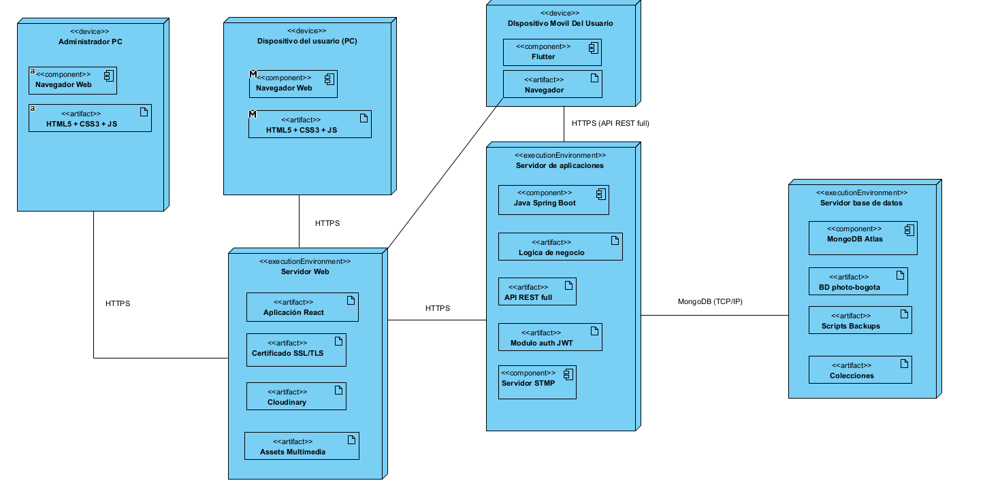 <<device>>
Administrador PC
a
<<component>>
Navegador Web
a
<<artifact>>
HTML5 + CSS3 + JS
<<device>>
Dispositivo del usuario (PC)
M
<<component>>
Navegador Web
M
<<artifact>>
HTML5 + CSS3 + JS
<<device>>
DIspositivo Movil Del Usuario
<<component>>
Flutter
<<artifact>>
Navegador
HTTPS (API REST full)
HTTPS
HTTPS
<<executionEnvironment>>
Servidor Web
<<artifact>>
Aplicación React
<<artifact>>
Certificado SSL/TLS
<<artifact>>
Cloudinary
<<artifact>>
Assets Multimedia
HTTPS
<<executionEnvironment>>
Servidor de aplicaciones
<<component>>
Java Spring Boot
<<artifact>>
Logica de negocio
<<artifact>>
API REST full
<<artifact>>
Modulo auth JWT
<<component>>
Servidor STMP
MongoDB (TCP/IP)
<<executionEnvironment>>
Servidor base de datos
<<component>>
MongoDB Atlas
<<artifact>>
BD photo-bogota
<<artifact>>
Scripts Backups
<<artifact>>
Colecciones